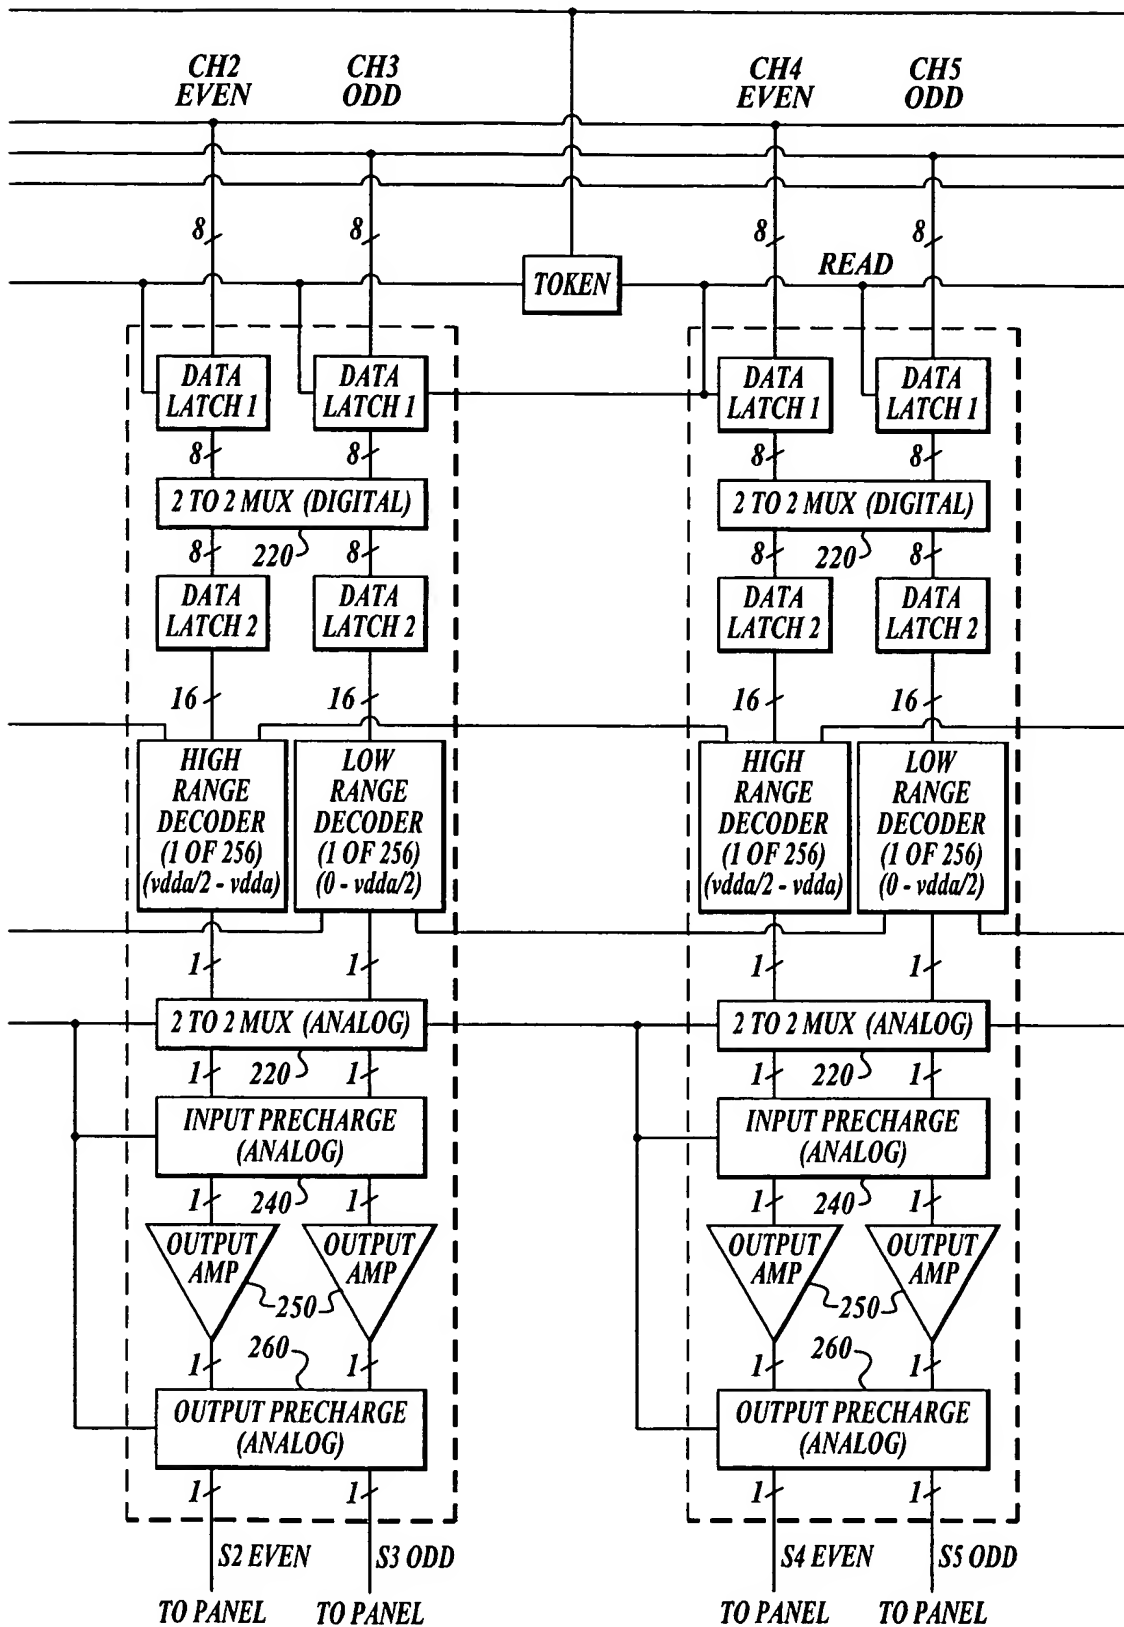 CH2
EVEN
CH3
ODD
CH4
EVEN
CH5
ODD
8
8
8
8
TOKEN
READ
DATA
LATCH 1
DATA
LATCH 1
DATA
LATCH 1
DATA
LATCH 1
8
8
8
8
2 TO 2 MUX (DIGITAL)
2 TO 2 MUX (DIGITAL)
8
220
8
8
220
8
DATA
LATCH 2
DATA
LATCH 2
DATA
LATCH 2
DATA
LATCH 2
16
16
16
16
HIGH
RANGE
DECODER
(1 OF 256)
(vdda/2 - vdda)
LOW
RANGE
DECODER
(1 OF 256)
(0 - vdda/2)
HIGH
RANGE
DECODER
(1 OF 256)
(vdda/2 - vdda)
LOW
RANGE
DECODER
(1 OF 256)
(0 - vdda/2)
1
1
1
1
2 TO 2 MUX (ANALOG)
2 TO 2 MUX (ANALOG)
1
220
1
1
220
1
INPUT PRECHARGE
(ANALOG)
INPUT PRECHARGE
(ANALOG)
1
240
1
1
240
1
OUTPUT
AMP
OUTPUT
AMP
OUTPUT
AMP
OUTPUT
AMP
250
250
1
260
1
1
260
1
OUTPUT PRECHARGE
(ANALOG)
OUTPUT PRECHARGE
(ANALOG)
1
1
1
1
S2 EVEN
S3 ODD
S4 EVEN
S5 ODD
TO PANEL
TO PANEL
TO PANEL
TO PANEL